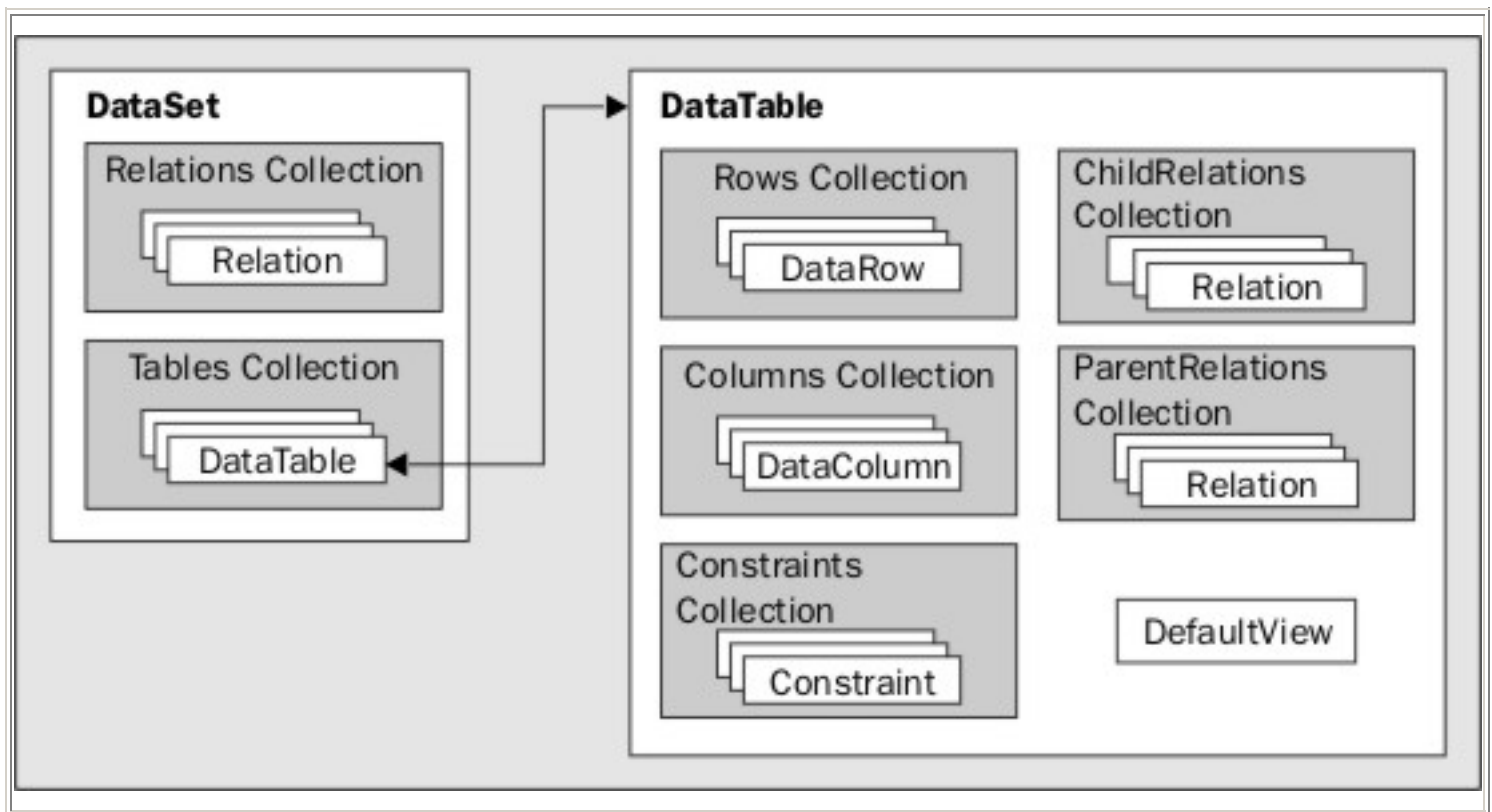 DataSet
Relations Collection
Relation
Tables Collection
DataTable
DataTable
Rows Collection
DataRow
Columns Collection
DataColumn
Constraints
Collection
Constraint
ChildRelations
Collection
Relation
ParentRelations
Collection
Relation
DefaultView